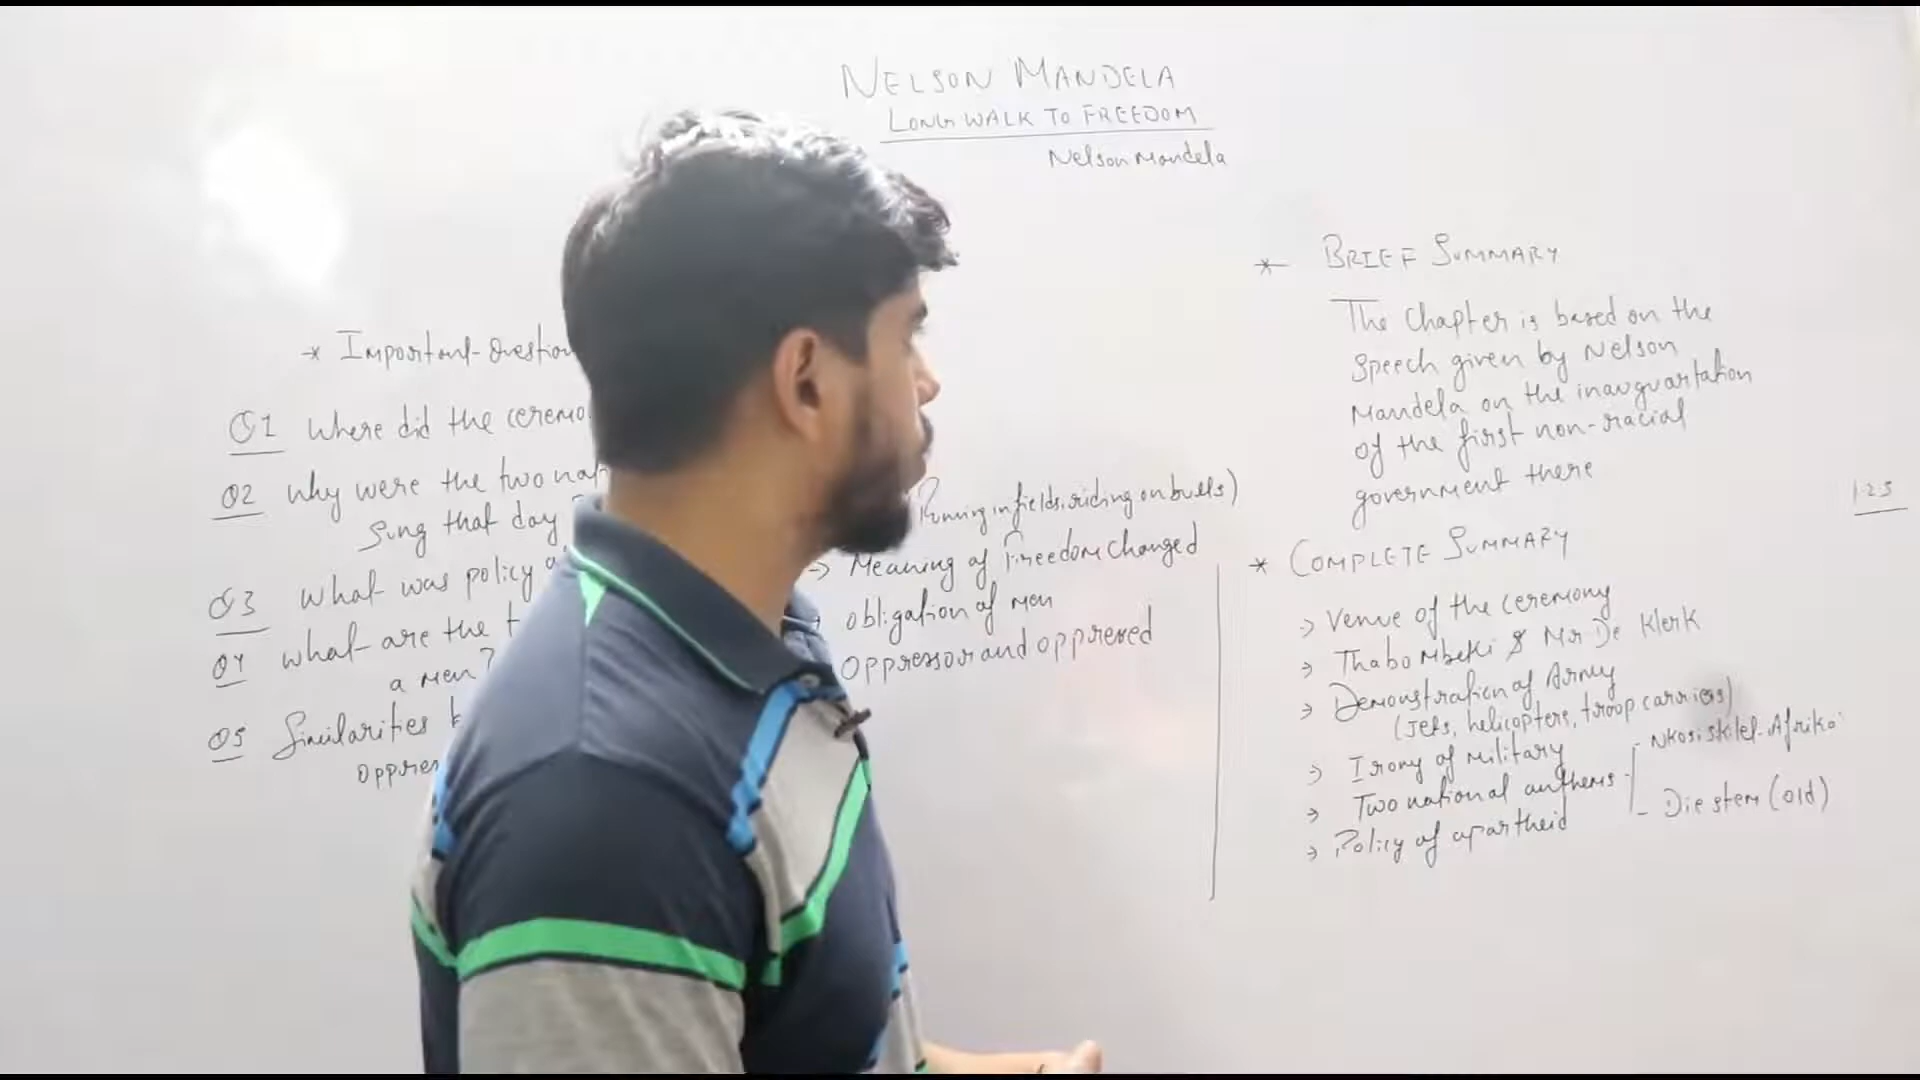 NELSON MANDELA
LONG WALK TO FREEDOM
Nelson Mandela
* Important-Question
Q1 Where did the ceremo
Q2 Why were the two nat
Sung that day
Q3 What was policy o
Q4 what are the t
a men?
Q5 Similarities b
oppres
Running in fields, riding on bulls)
-> Meaning of Freedom Changed
obligation of men
oppressor and oppressed
* BRIEF SUMMARY
The Chapter is based on the
Speech given by Nelson
Mandela on the inauguartation
of the first non-racial
government there
1.2.5
* COMPLETE SUMMARY
-> Venue of the ceremony
-> Thabo Mbeki & Mr De Klerk
-> Demonstration of Army
(Jets, helicopters, troop carriers)
-> Irony of military
-> Two national anthems - Nkosi Sikelel-Afrika
- Die stem (old)
-> Policy of apartheid